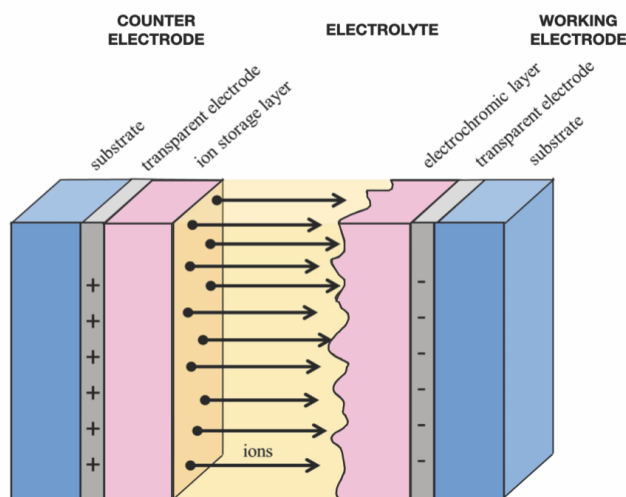 COUNTER
ELECTRODE
ELECTROLYTE
WORKING
ELECTRODE
substrate
transparent electrode
ion storage layer
electrochromic layer
transparent electrode
substrate
+
+
+
+
+
+
-
-
-
-
-
-
ions